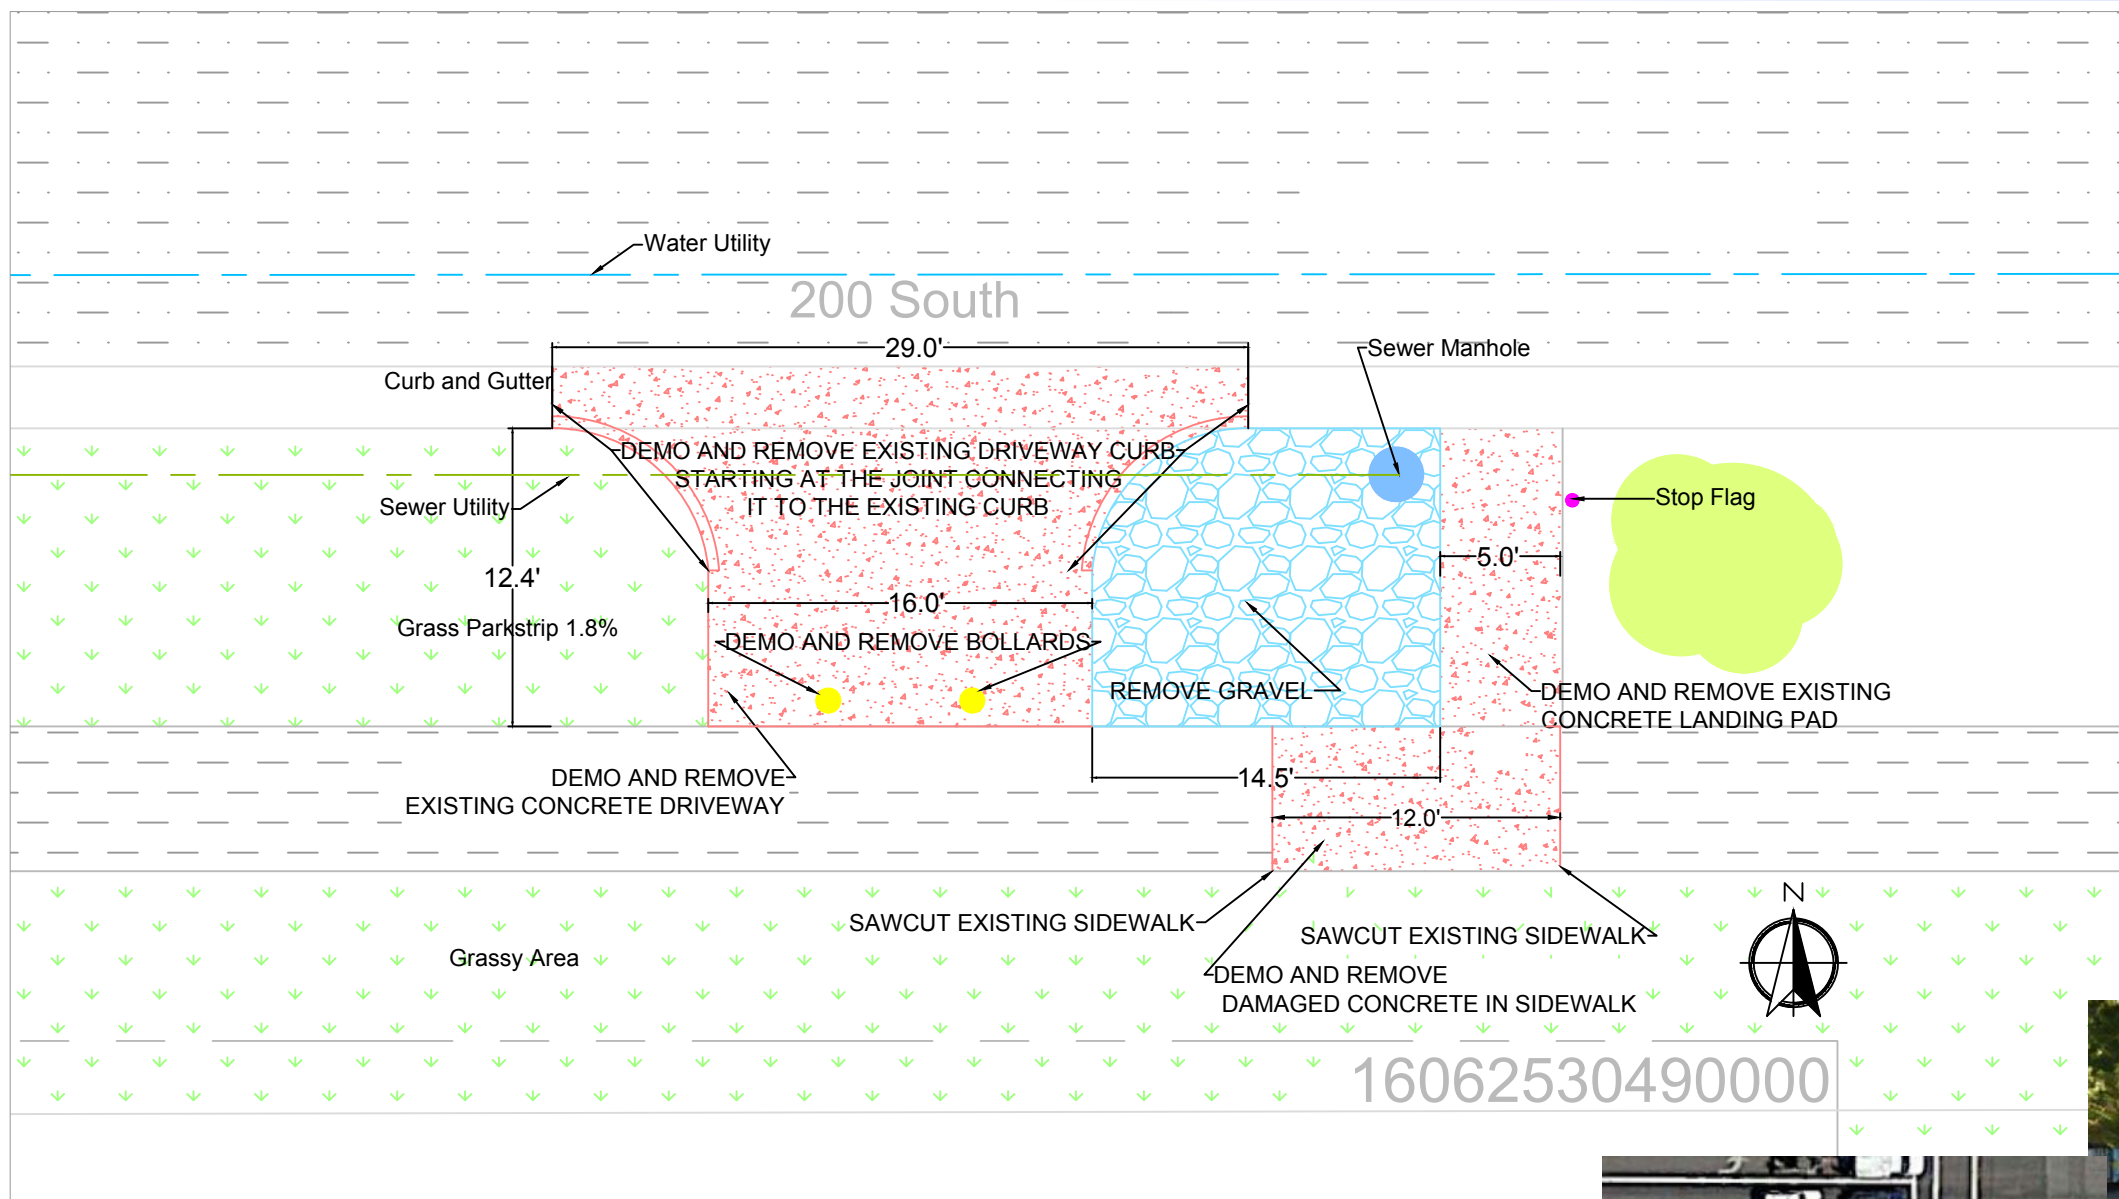 Water Utility
200 South
29.0'
Sewer Manhole
Curb and Gutter
DEMO AND REMOVE EXISTING DRIVEWAY CURB
STARTING AT THE JOINT CONNECTING
IT TO THE EXISTING CURB
Sewer Utility
Stop Flag
5.0'
12.4'
16.0'
Grass Parkstrip 1.8%
DEMO AND REMOVE BOLLARDS
REMOVE GRAVEL
DEMO AND REMOVE EXISTING
CONCRETE LANDING PAD
DEMO AND REMOVE
EXISTING CONCRETE DRIVEWAY
14.5'
12.0'
SAWCUT EXISTING SIDEWALK
SAWCUT EXISTING SIDEWALK
N
Grassy Area
DEMO AND REMOVE
DAMAGED CONCRETE IN SIDEWALK
16062530490000